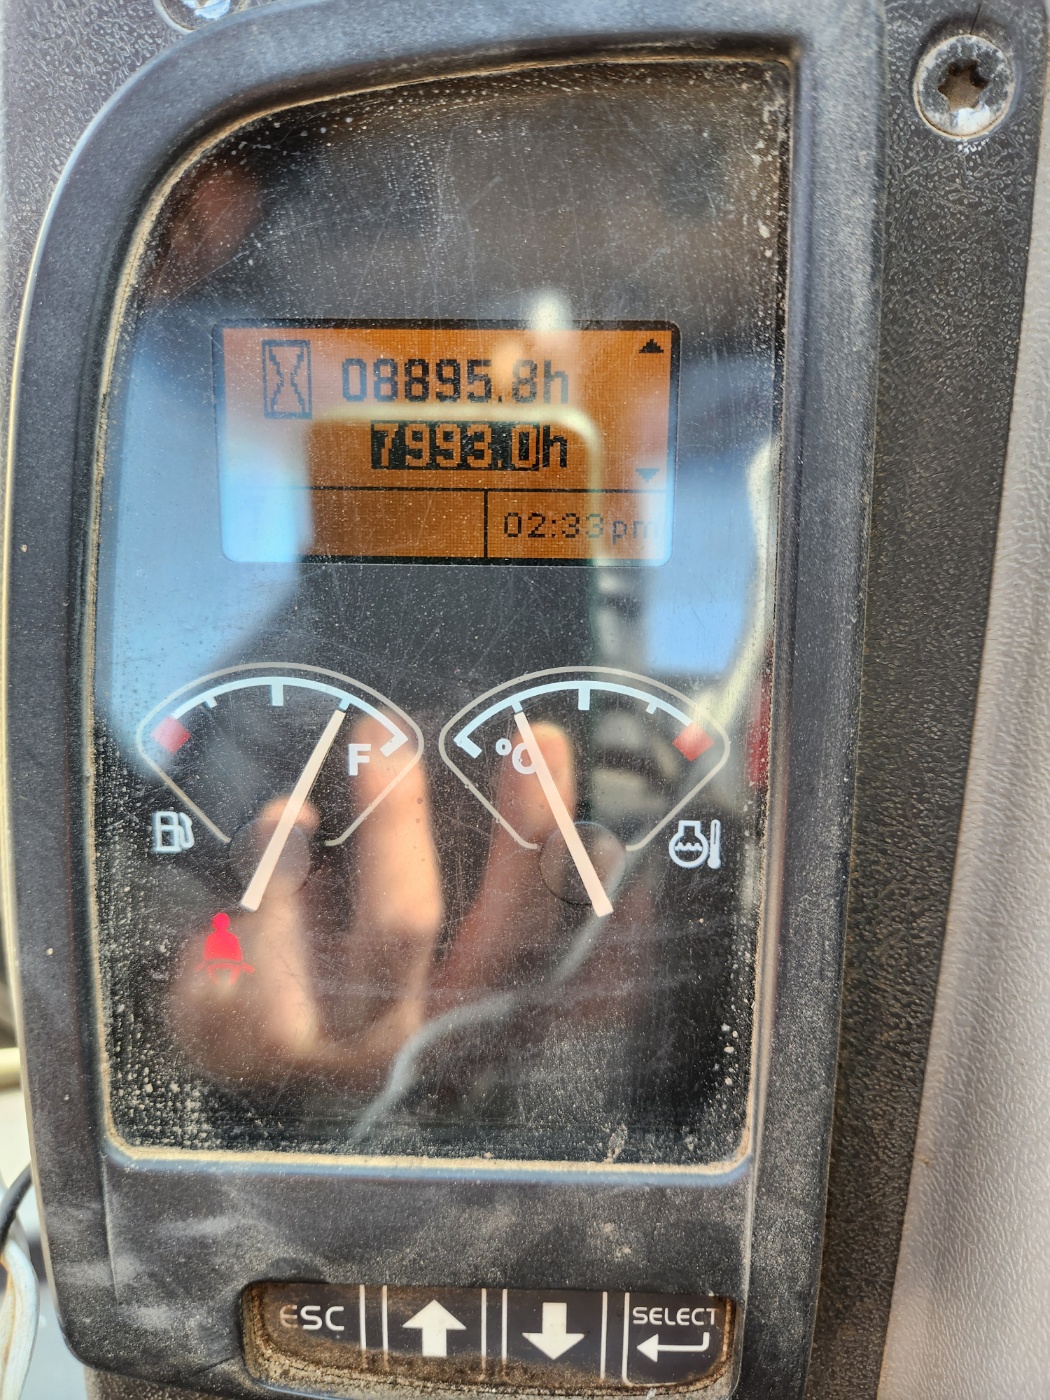 08895.8h
7993.0h
02:33pm
F
°C
ESC
SELECT